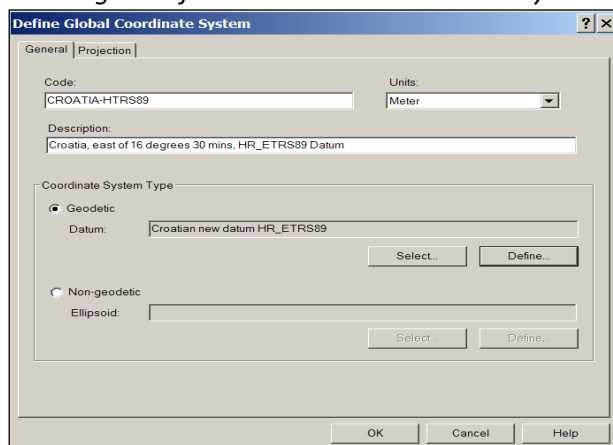 Define Global Coordinate System
General Projection
Code: Units:
CROATIA-HTRS89 Meter
Description:
Croatia, east of 16 degrees 30 mins, HR_ETRS89 Datum
Coordinate System Type
Geodetic
Datum: Croatian new datum HR_ETRS89
Select... Define...
Non-geodetic
Ellipsoid:
Select... Define...
OK Cancel Help